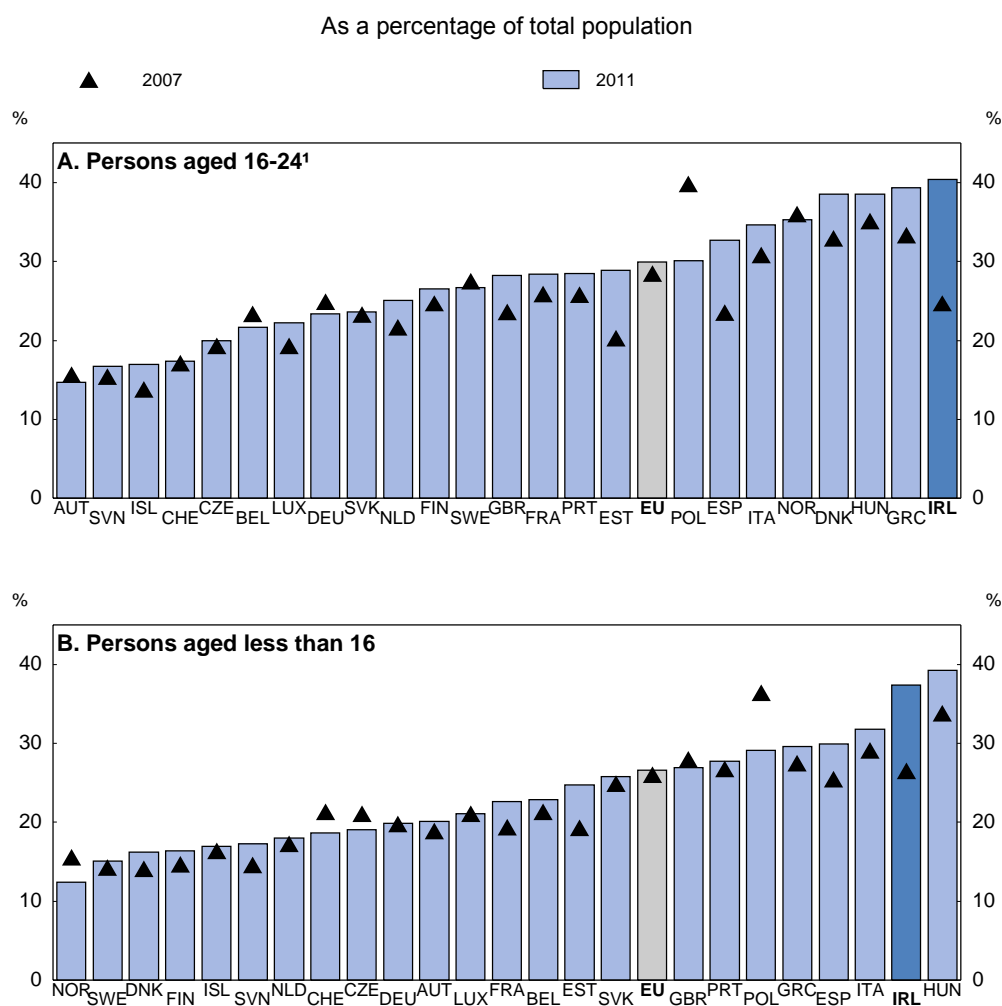 As a percentage of total population
2007 2011
% %
A. Persons aged 16-24¹
40 40
30 30
20 20
10 10
0 0
AUT SVN ISL CHE CZE BEL LUX DEU SVK NLD FIN SWE GBR FRA PRT EST EU POL ESP ITA NOR DNK HUN GRC IRL
% %
B. Persons aged less than 16
40 40
30 30
20 20
10 10
0 0
NOR SWE DNK FIN ISL SVN NLD CHE CZE DEU AUT LUX FRA BEL EST SVK EU GBR PRT POL GRC ESP ITA IRL HUN